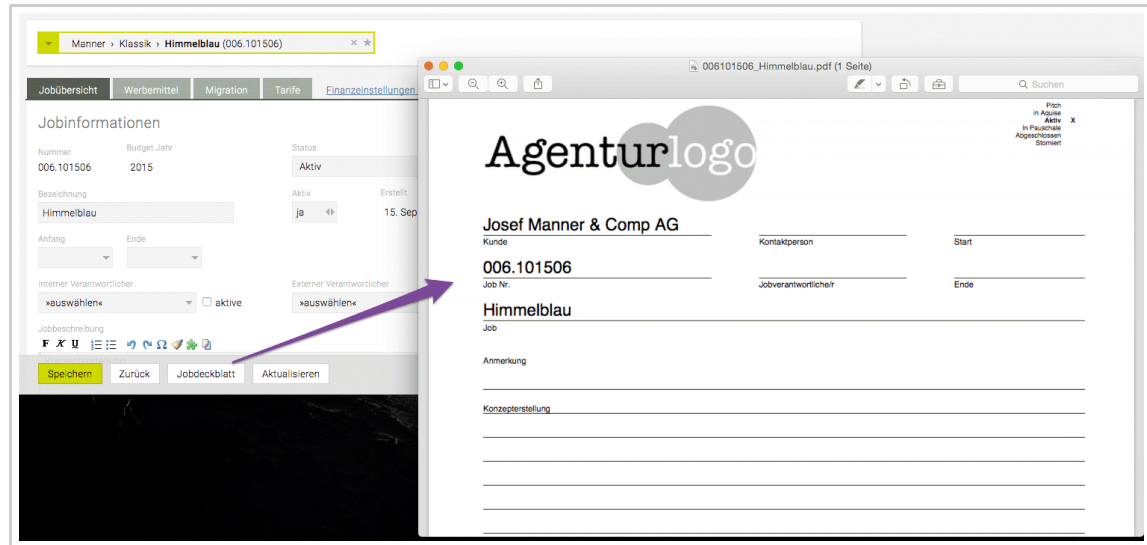 Manner › Klassik › Himmelblau (006.101506) × ★
Jobübersicht Werbemittel Migration Tarife Finanzeinstellungen
Jobinformationen
Nummer Budget Jahr Status
006.101506 2015 Aktiv
Bezeichnung Aktiv Erstellt
Himmelblau ja 15. Sep
Anfang Ende
Interner Verantwortlicher Externer Verantwortlicher
»auswählen« aktive »auswählen«
Jobbeschreibung
F K U Ω
Speichern Zurück Jobdeckblatt Aktualisieren
006101506_Himmelblau.pdf (1 Seite)
Suchen
Pitch
in Aquise
Aktiv X
In Pauschale
Abgeschlossen
Storniert
Agenturlogo
Josef Manner & Comp AG
Kunde Kontaktperson Start
006.101506
Job Nr. Jobverantwortliche/r Ende
Himmelblau
Job
Anmerkung
Konzepterstellung